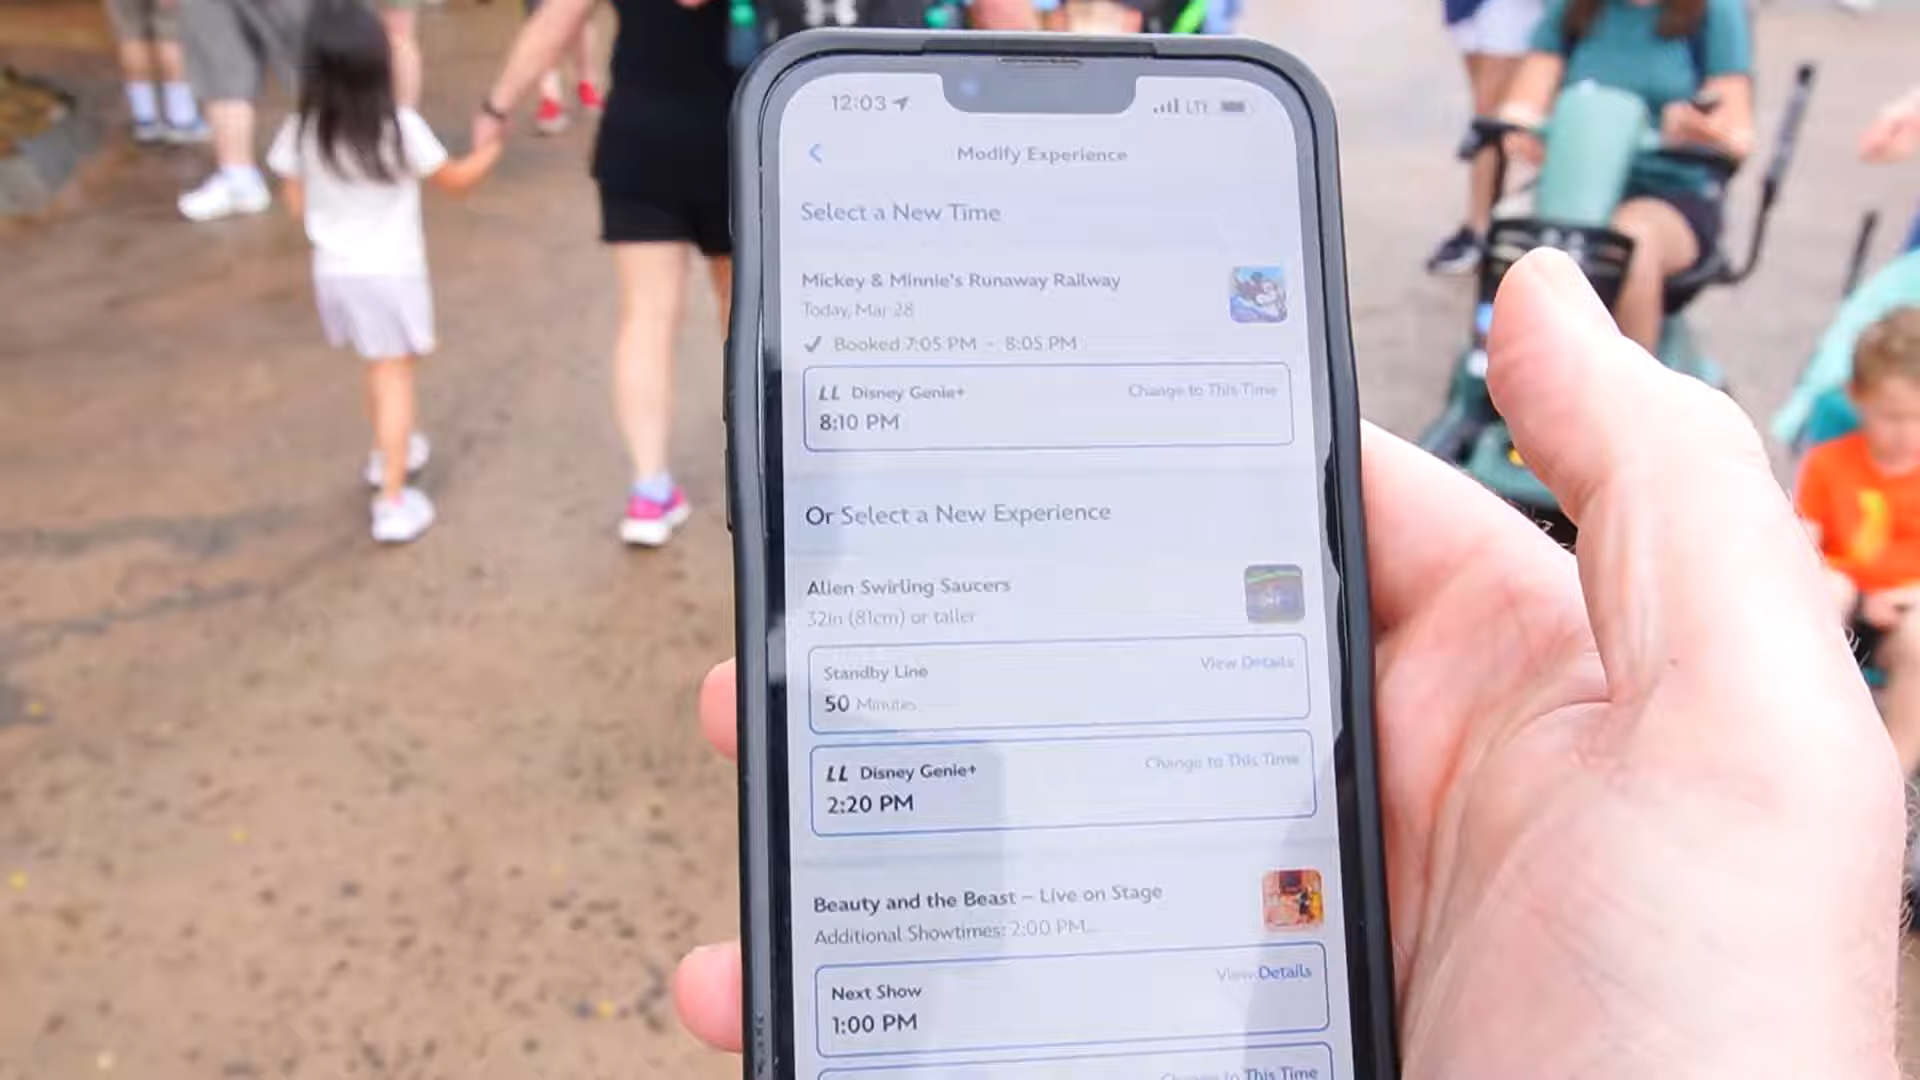 12:03 LTE
Modify Experience
Select a New Time
Mickey & Minnie's Runaway Railway
Today, Mar 28
Booked 7:05 PM - 8:05 PM
LL Disney Genie+ Change to This Time
8:10 PM
Or Select a New Experience
Alien Swirling Saucers
32in (81cm) or taller
Standby Line View Details
50 Minutes
LL Disney Genie+ Change to This Time
2:20 PM
Beauty and the Beast – Live on Stage
Additional Showtimes: 2:00 PM...
Next Show View Details
1:00 PM
Change to This Time